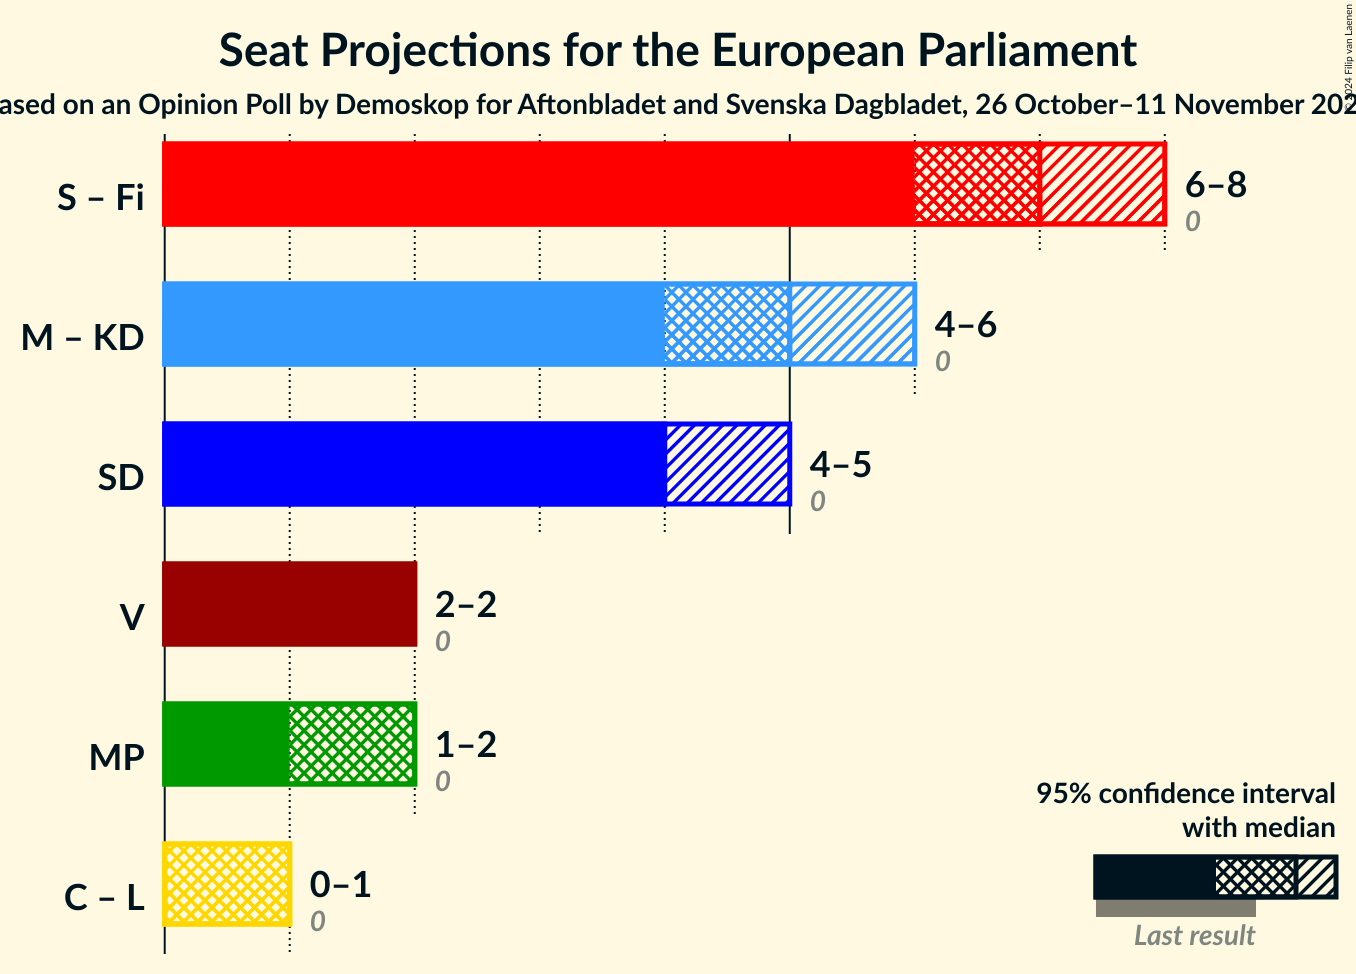 Seat Projections for the European Parliament
ased on an Opinion Poll by Demoskop for Aftonbladet and Svenska Dagbladet, 26 October–11 November 202
© 2024 Filip van Laenen
S – Fi
6–8
0
M – KD
4–6
0
SD
4–5
0
V
2–2
0
MP
1–2
0
C – L
0–1
0
95% confidence interval
with median
Last result